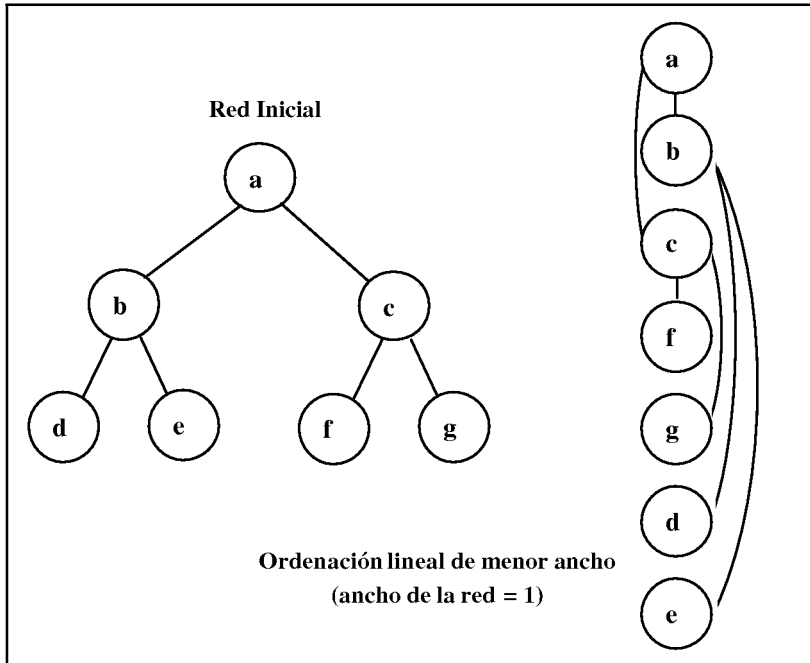 Red Inicial
a
b
c
d
e
f
g
a
b
c
f
g
d
e
Ordenación lineal de menor ancho
(ancho de la red = 1)